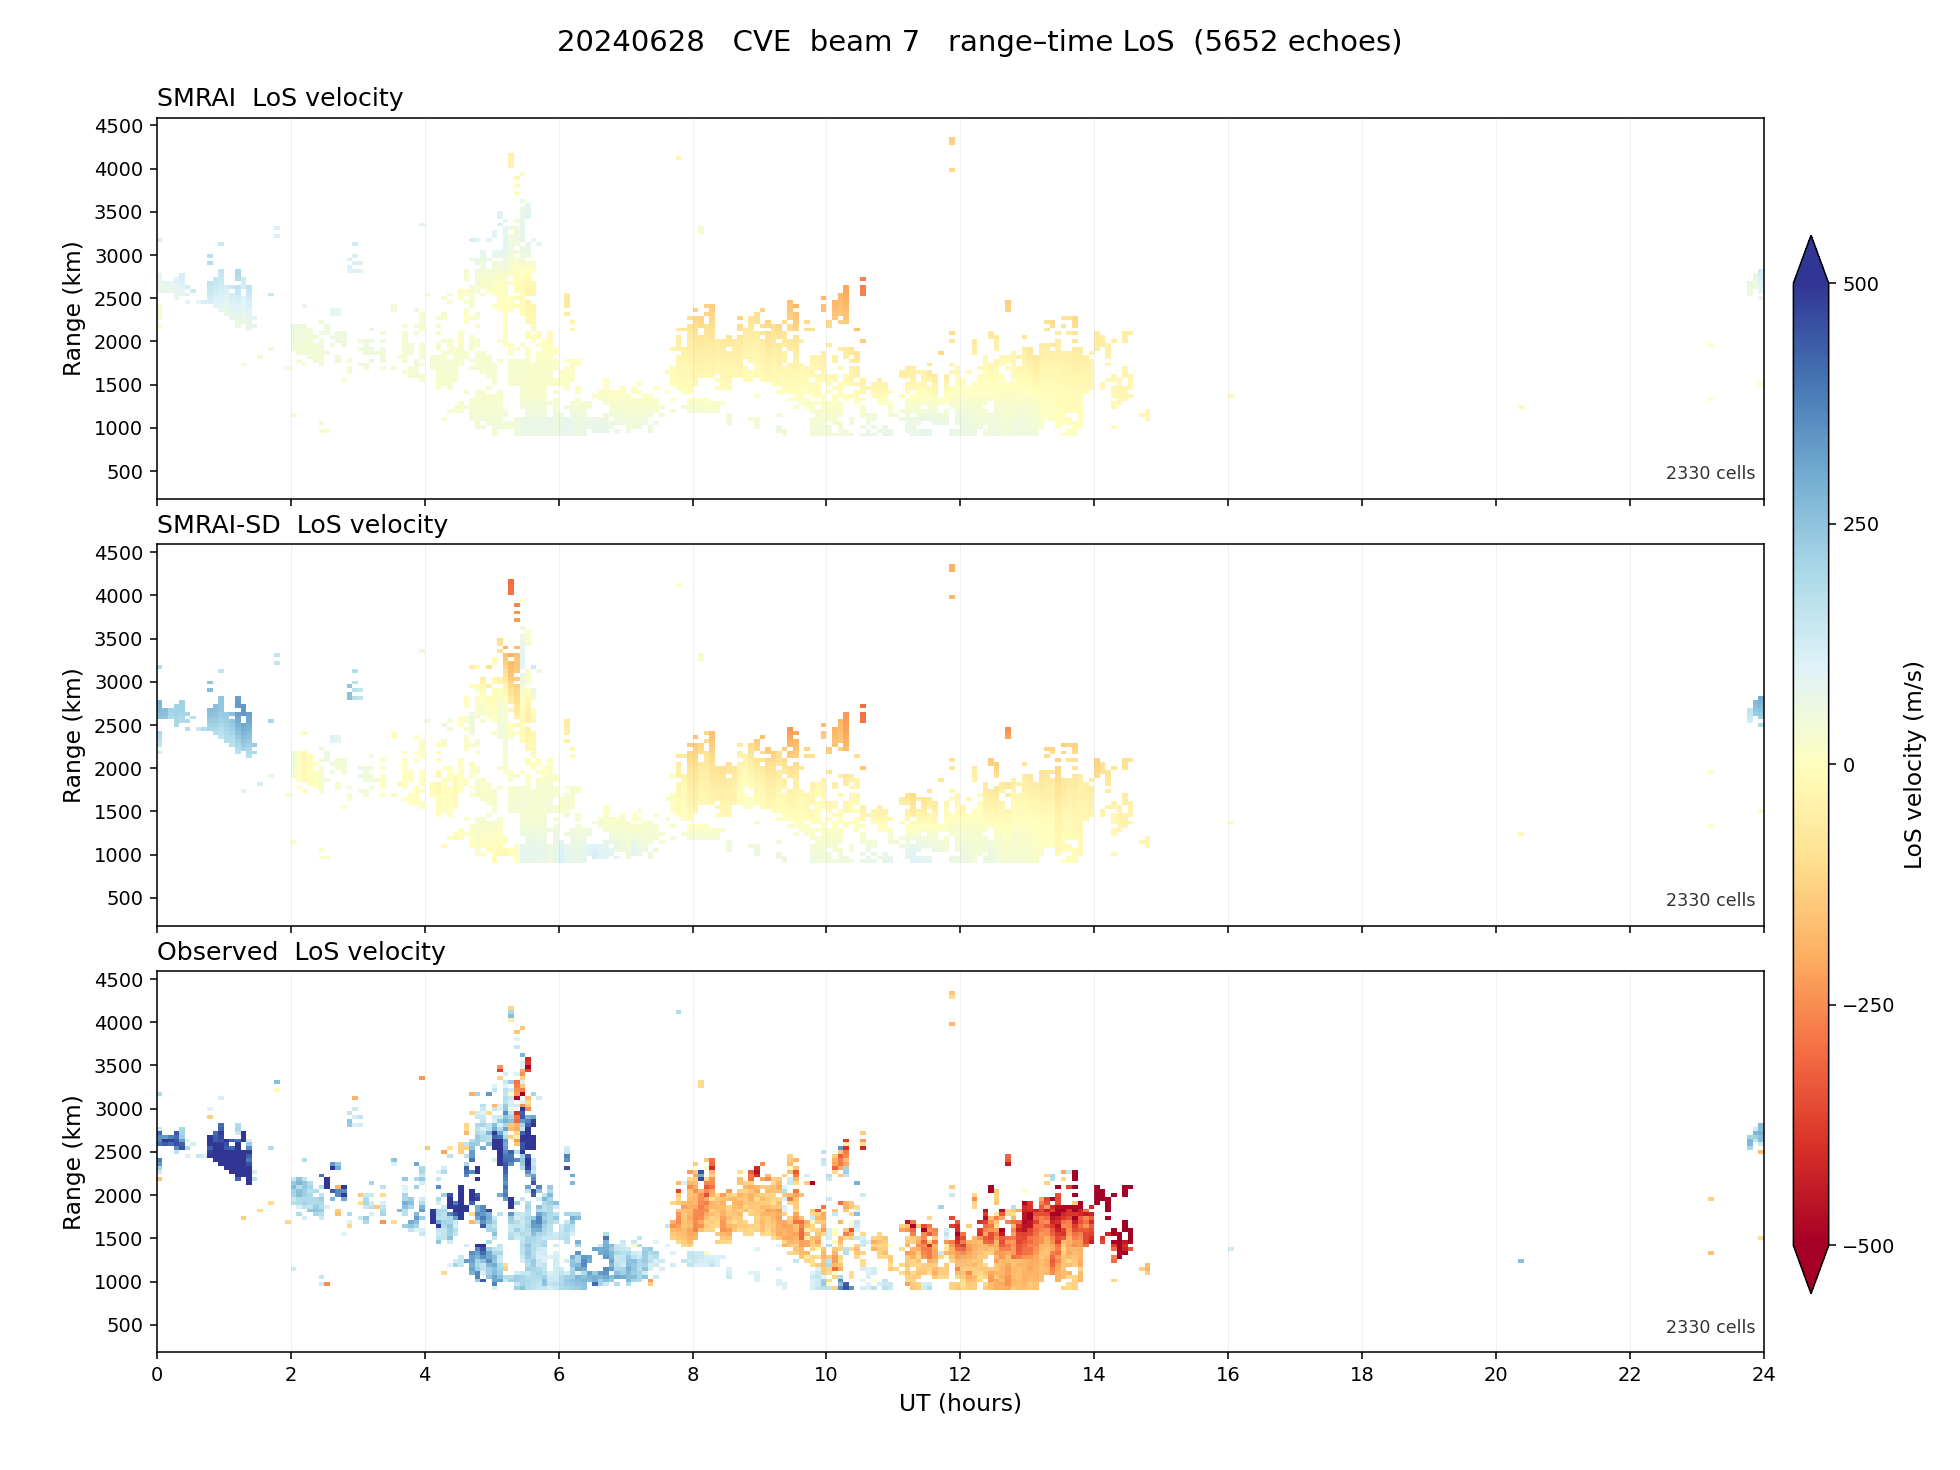 20240628 CVE beam 7 range–time LoS (5652 echoes)
SMRAI LoS velocity
4500
4000
3500
3000
2500
2000
1500
1000
500
Range (km)
2330 cells
SMRAI-SD LoS velocity
4500
4000
3500
3000
2500
2000
1500
1000
500
Range (km)
2330 cells
Observed LoS velocity
4500
4000
3500
3000
2500
2000
1500
1000
500
Range (km)
2330 cells
0 2 4 6 8 10 12 14 16 18 20 22 24
UT (hours)
500
250
0
−250
−500
LoS velocity (m/s)